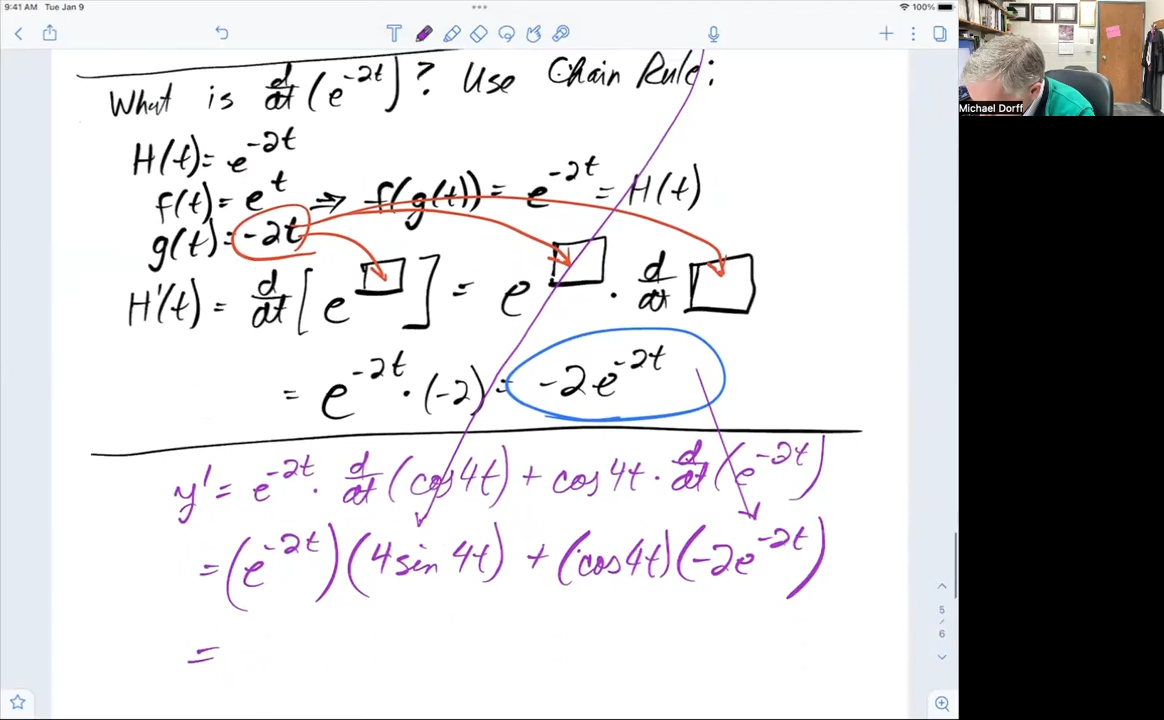 9:41 AM Tue Jan 9
100%
Michael Dorff
What is d/dt (e^{-2t})? Use Chain Rule:
H(t) = e^{-2t}
f(t) = e^t ⇒ f(g(t)) = e^{-2t} = H(t)
g(t) = -2t
H'(t) = d/dt [e^□] = e^□ · d/dt □
= e^{-2t} · (-2) = -2e^{-2t}
y' = e^{-2t} · d/dt (cos 4t) + cos 4t · d/dt (e^{-2t})
= (e^{-2t})(4 sin 4t) + (cos 4t)(-2e^{-2t})
=
5
/
6